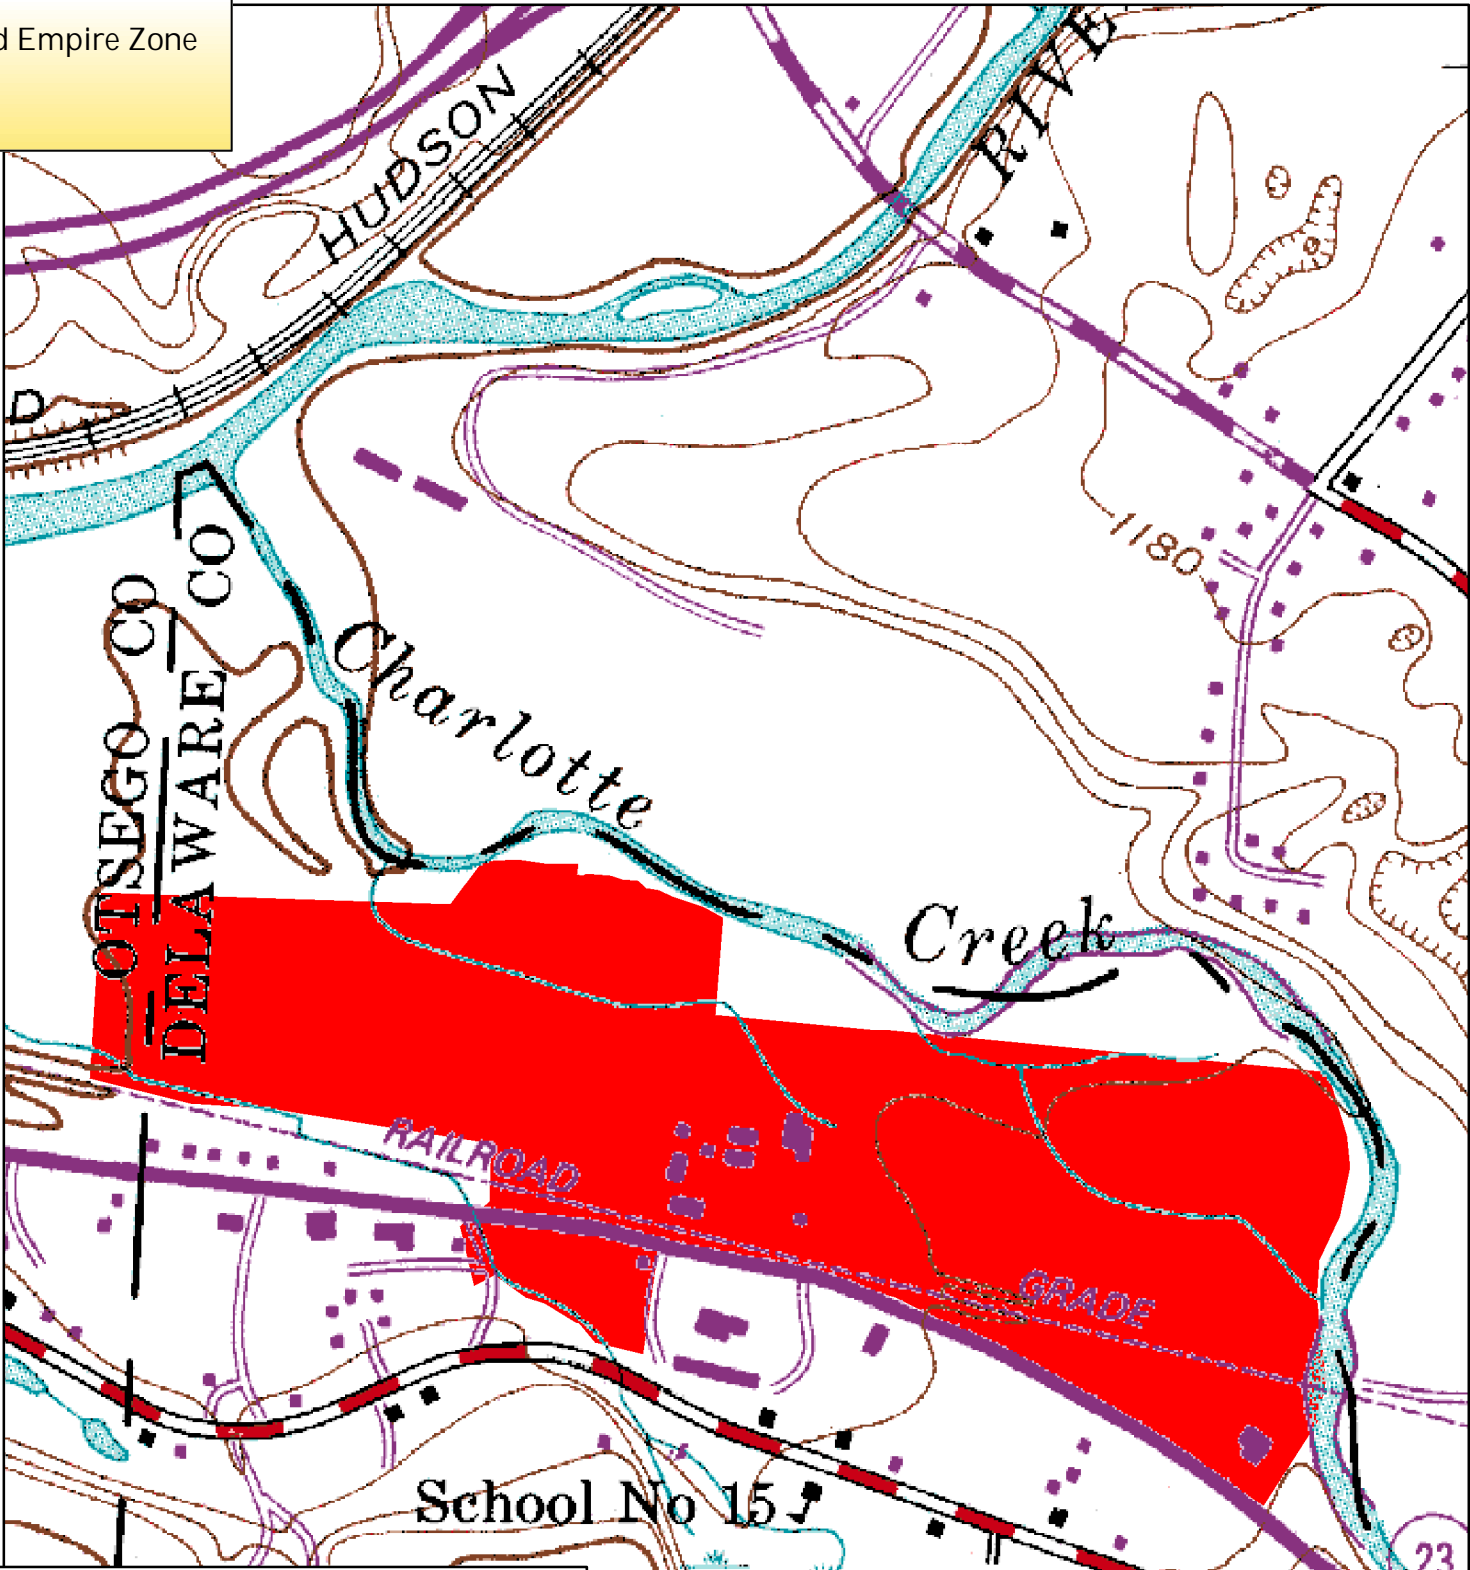 d Empire Zone
HUDSON
RIVE
D
1180
CO
CO
OTSEGO
DELAWARE
Charlotte
Creek
RAILROAD
GRADE
School No 15
23